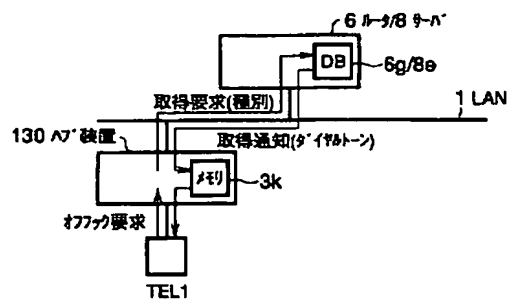 6 ルータ/8 サーバ
DB
6g/8e
取得要求(種別)
1 LAN
130 ハブ装置
取得通知(ダイヤルトーン)
メモリ
3k
オフフック要求
TEL1